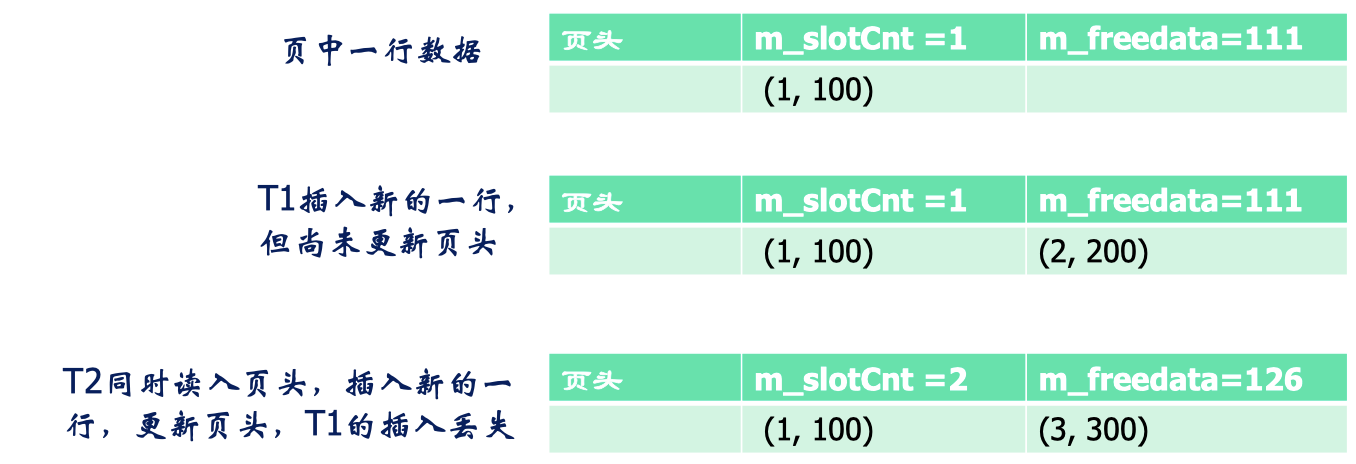 页中一行数据
页头 m_slotCnt =1 m_freedata=111
(1, 100)
T1插入新的一行,
但尚未更新页头
页头 m_slotCnt =1 m_freedata=111
(1, 100) (2, 200)
T2同时读入页头, 插入新的一
行, 更新页头, T1的插入丢失
页头 m_slotCnt =2 m_freedata=126
(1, 100) (3, 300)